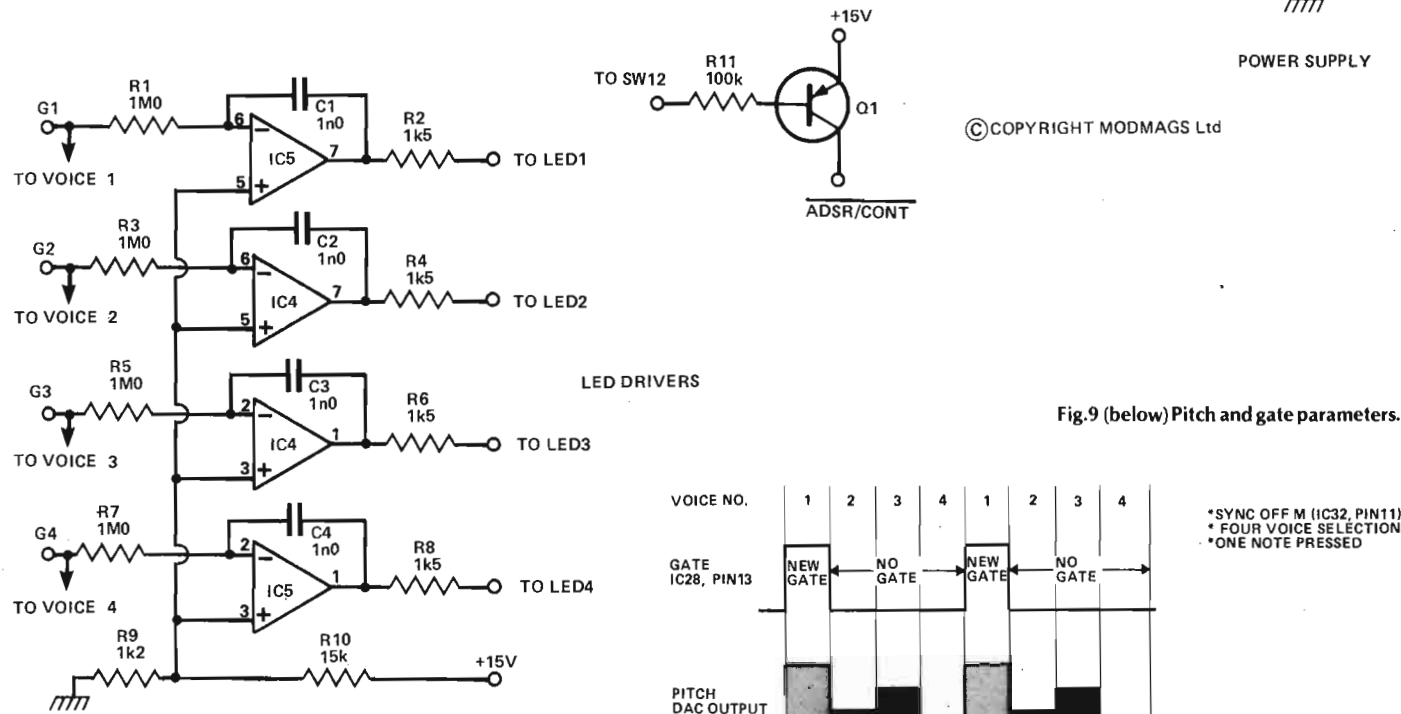 +15V
POWER SUPPLY
R11
100k
TO SW12
Q1
ADSR/CONT
©COPYRIGHT MODMAGS Ltd
G1
R1
1M0
C1
1n0
R2
1k5
6
−
IC5
7
5
+
TO LED1
TO VOICE 1
G2
R3
1M0
C2
1n0
R4
1k5
6
−
IC4
7
5
+
TO LED2
TO VOICE 2
G3
R5
1M0
C3
1n0
R6
1k5
2
−
IC4
1
3
+
TO LED3
TO VOICE 3
G4
R7
1M0
C4
1n0
R8
1k5
2
−
IC5
1
3
+
TO LED4
TO VOICE 4
R9
1k2
R10
15k
+15V
LED DRIVERS
Fig.9 (below) Pitch and gate parameters.
VOICE NO. 1 2 3 4 1 2 3 4
*SYNC OFF M (IC32, PIN11)
* FOUR VOICE SELECTION
*ONE NOTE PRESSED
GATE
IC28, PIN13
NEW
GATE
NO
GATE
NEW
GATE
NO
GATE
PITCH
DAC OUTPUT